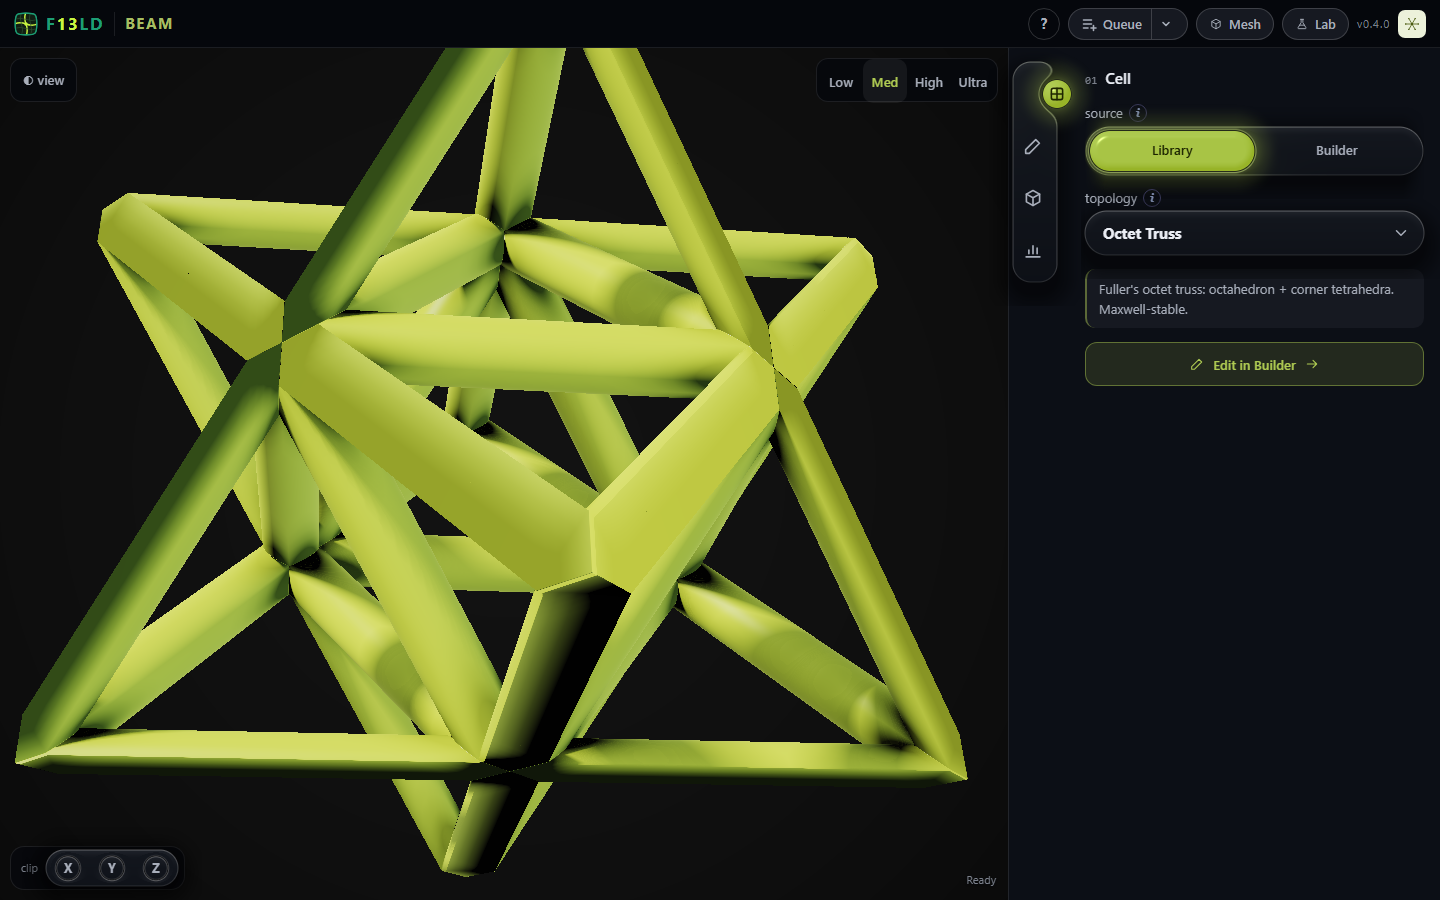 F13LD BEAM
? Queue Mesh Lab v0.4.0
view
Low Med High Ultra
01 Cell
source i
Library Builder
topology i
Octet Truss
Fuller's octet truss: octahedron + corner tetrahedra.
Maxwell-stable.
Edit in Builder →
clip X Y Z
Ready